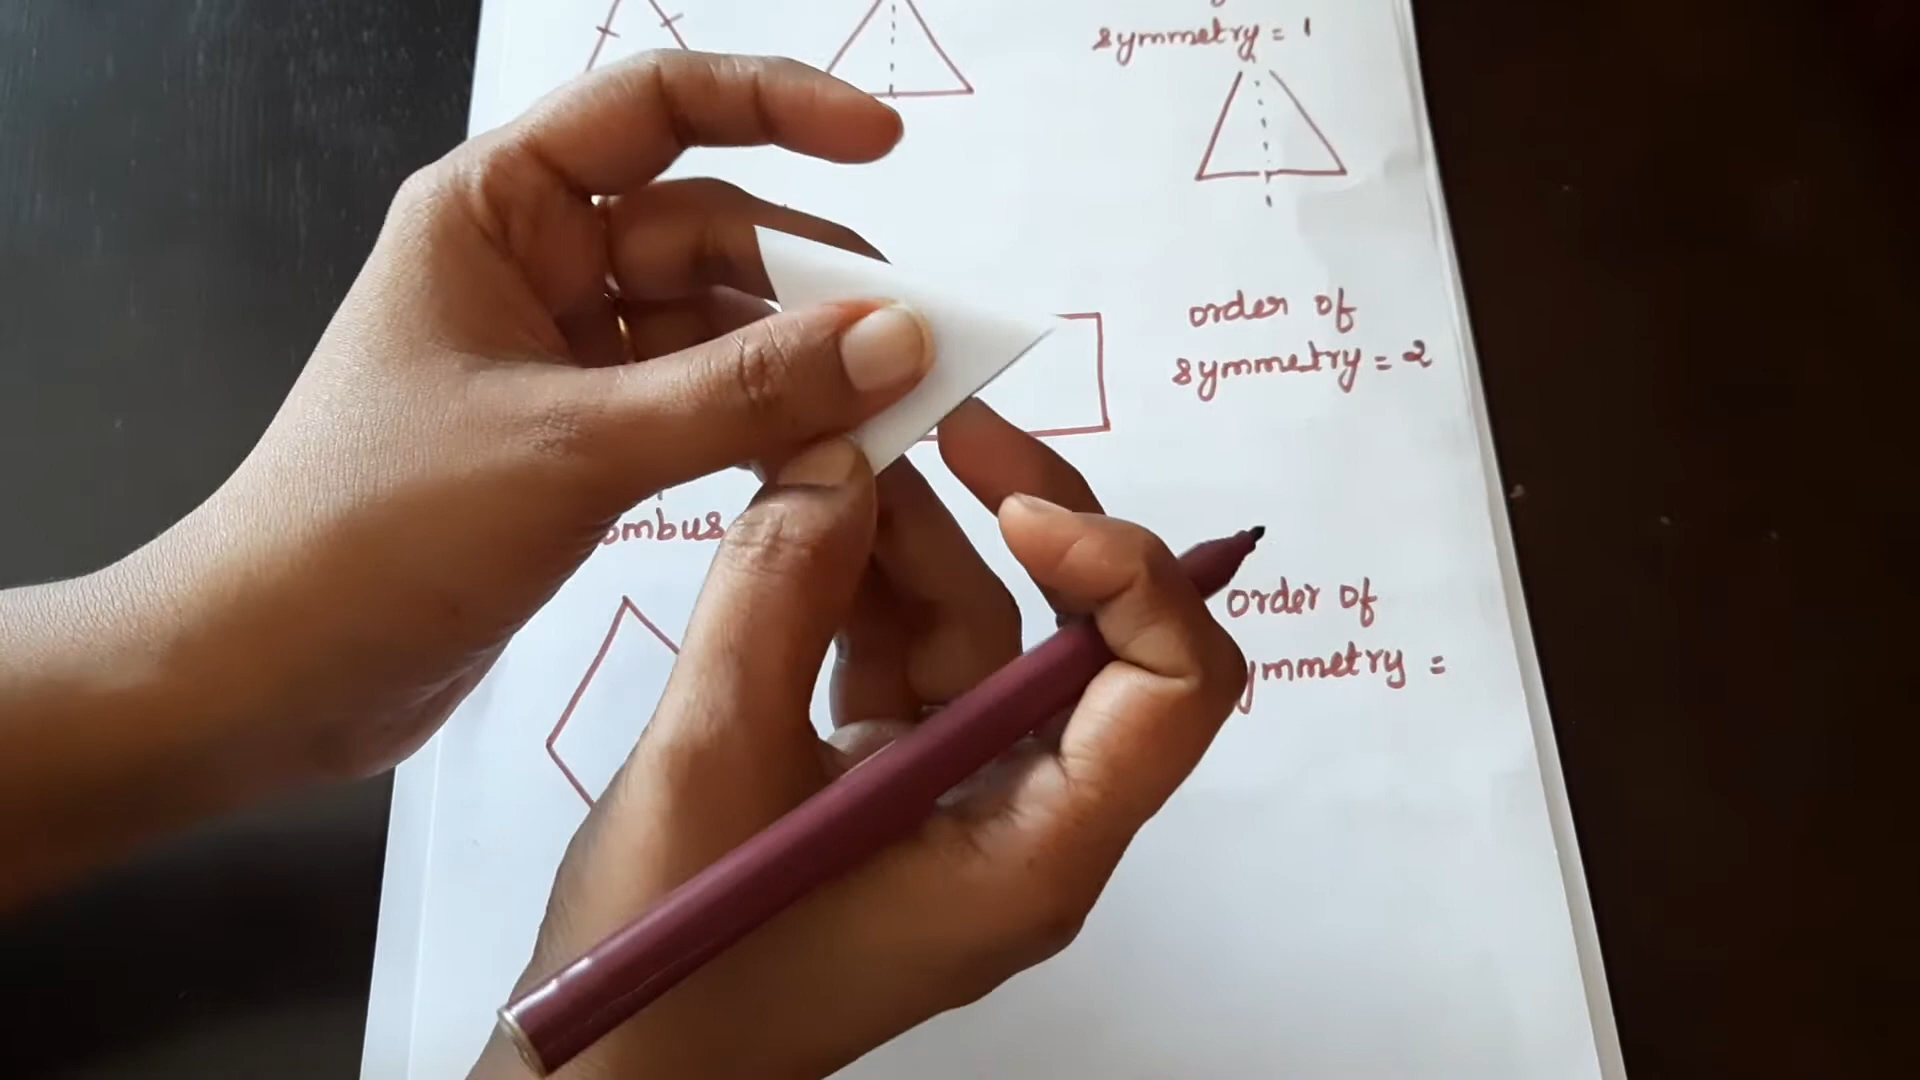 symmetry = 1
order of
symmetry = 2
ombus
order of
ymmetry =